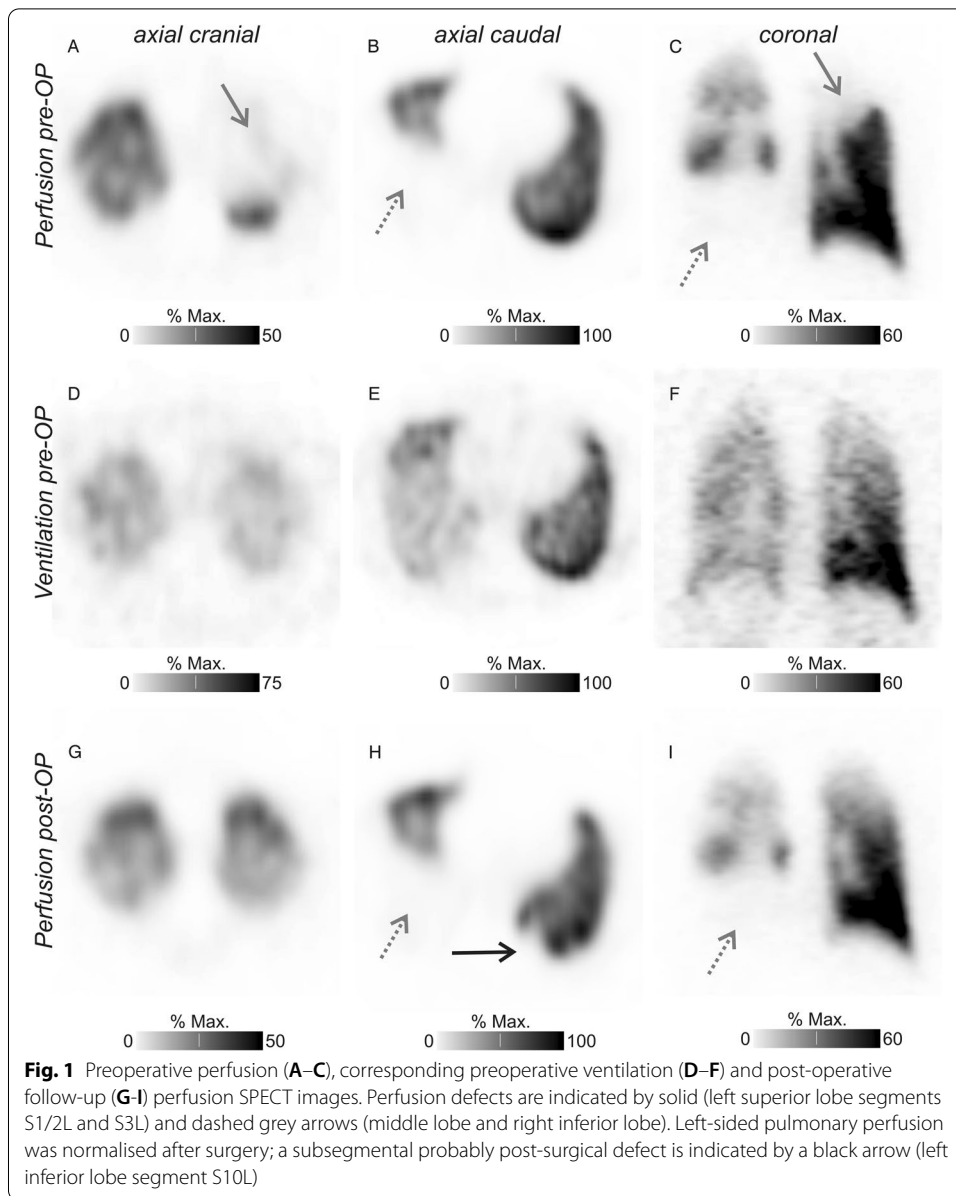 axial cranial axial caudal coronal
A B C
Perfusion pre-OP
% Max. % Max. % Max.
0 50 0 100 0 60
D E F
Ventilation pre-OP
% Max. % Max. % Max.
0 75 0 100 0 60
G H I
Perfusion post-OP
% Max. % Max. % Max.
0 50 0 100 0 60
Fig. 1 Preoperative perfusion (A–C), corresponding preoperative ventilation (D–F) and post-operative
follow-up (G-I) perfusion SPECT images. Perfusion defects are indicated by solid (left superior lobe segments
S1/2L and S3L) and dashed grey arrows (middle lobe and right inferior lobe). Left-sided pulmonary perfusion
was normalised after surgery; a subsegmental probably post-surgical defect is indicated by a black arrow (left
inferior lobe segment S10L)